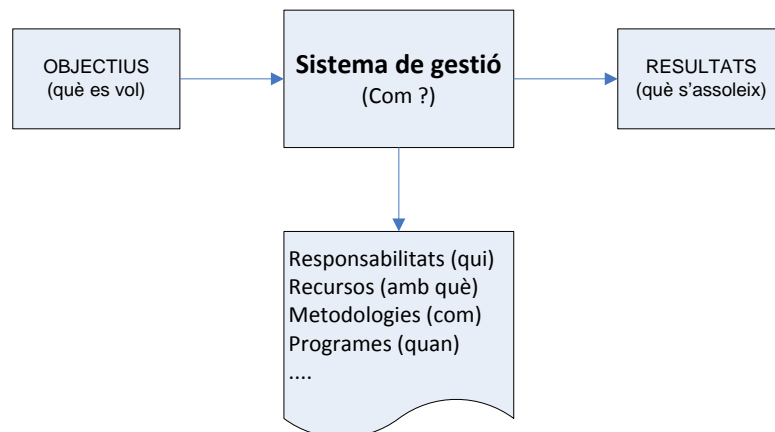 OBJECTIUS
(què es vol)
Sistema de gestió
(Com ?)
RESULTATS
(què s'assoleix)
Responsabilitats (qui)
Recursos (amb què)
Metodologies (com)
Programes (quan)
....